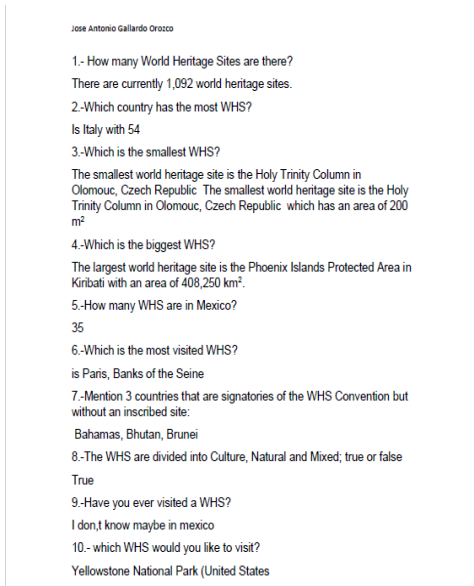 Jose Antonio Gallardo Orozco
1.- How many World Heritage Sites are there?
There are currently 1,092 world heritage sites.
2.-Which country has the most WHS?
Is Italy with 54
3.-Which is the smallest WHS?
The smallest world heritage site is the Holy Trinity Column in
Olomouc, Czech Republic  The smallest world heritage site is the Holy
Trinity Column in Olomouc, Czech Republic  which has an area of 200
m²
4.-Which is the biggest WHS?
The largest world heritage site is the Phoenix Islands Protected Area in
Kiribati with an area of 408,250 km².
5.-How many WHS are in Mexico?
35
6.-Which is the most visited WHS?
is Paris, Banks of the Seine
7.-Mention 3 countries that are signatories of the WHS Convention but
without an inscribed site:
Bahamas, Bhutan, Brunei
8.-The WHS are divided into Culture, Natural and Mixed; true or false
True
9.-Have you ever visited a WHS?
I don,t know maybe in mexico
10.- which WHS would you like to visit?
Yellowstone National Park (United States